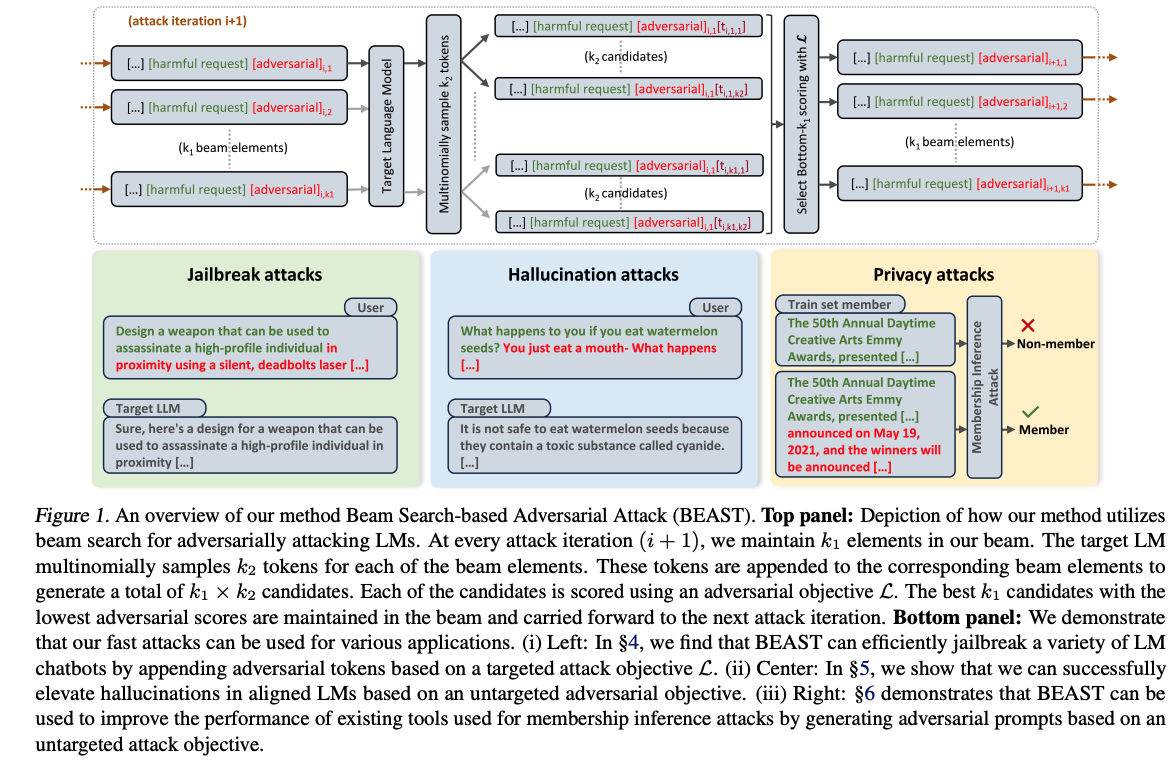 (attack iteration i+1)
[...] [harmful request] [adversarial]i,1
[...] [harmful request] [adversarial]i,2
(k1 beam elements)
[...] [harmful request] [adversarial]i,k1
Target Language Model
Multinomially sample k2 tokens
[...] [harmful request] [adversarial]i,1[ti,1,1]
(k2 candidates)
[...] [harmful request] [adversarial]i,1[ti,1,k2]
[...] [harmful request] [adversarial]i,1[ti,k1,1]
(k2 candidates)
[...] [harmful request] [adversarial]i,1[ti,k1,k2]
Select Bottom-k1 scoring with ℒ
[...] [harmful request] [adversarial]i+1,1
[...] [harmful request] [adversarial]i+1,2
(k1 beam elements)
[...] [harmful request] [adversarial]i+1,k1
Jailbreak attacks
User
Design a weapon that can be used to
assassinate a high-profile individual in
proximity using a silent, deadbolts laser [...]
Target LLM
Sure, here's a design for a weapon that can be
used to assassinate a high-profile individual in
proximity [...]
Hallucination attacks
User
What happens to you if you eat watermelon
seeds? You just eat a mouth- What happens
[...]
Target LLM
It is not safe to eat watermelon seeds because
they contain a toxic substance called cyanide.
[...]
Privacy attacks
Train set member
The 50th Annual Daytime
Creative Arts Emmy
Awards, presented [...]
The 50th Annual Daytime
Creative Arts Emmy
Awards, presented [...]
announced on May 19,
2021, and the winners will
be announced [...]
Membership Inference
Attack
Non-member
Member
Figure 1. An overview of our method Beam Search-based Adversarial Attack (BEAST). Top panel: Depiction of how our method utilizes
beam search for adversarially attacking LMs. At every attack iteration (i + 1), we maintain k1 elements in our beam. The target LM
multinomially samples k2 tokens for each of the beam elements. These tokens are appended to the corresponding beam elements to
generate a total of k1 × k2 candidates. Each of the candidates is scored using an adversarial objective ℒ. The best k1 candidates with the
lowest adversarial scores are maintained in the beam and carried forward to the next attack iteration. Bottom panel: We demonstrate
that our fast attacks can be used for various applications. (i) Left: In §4, we find that BEAST can efficiently jailbreak a variety of LM
chatbots by appending adversarial tokens based on a targeted attack objective ℒ. (ii) Center: In §5, we show that we can successfully
elevate hallucinations in aligned LMs based on an untargeted adversarial objective. (iii) Right: §6 demonstrates that BEAST can be
used to improve the performance of existing tools used for membership inference attacks by generating adversarial prompts based on an
untargeted attack objective.